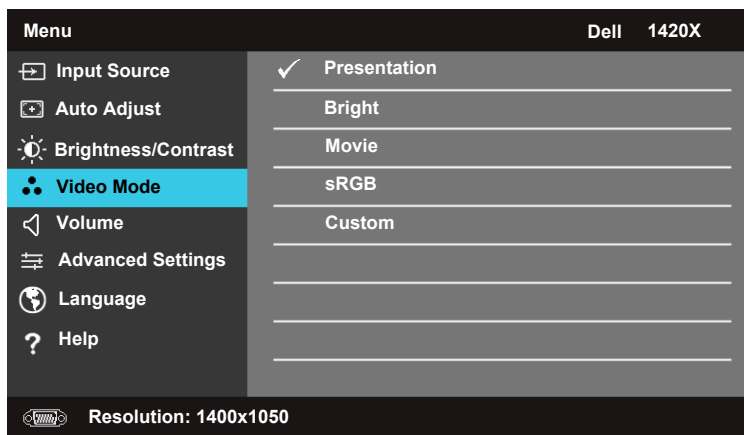 Menu Dell 1420X
Input Source
Auto Adjust
Brightness/Contrast
Video Mode
Volume
Advanced Settings
Language
Help
Presentation
Bright
Movie
sRGB
Custom
Resolution: 1400x1050